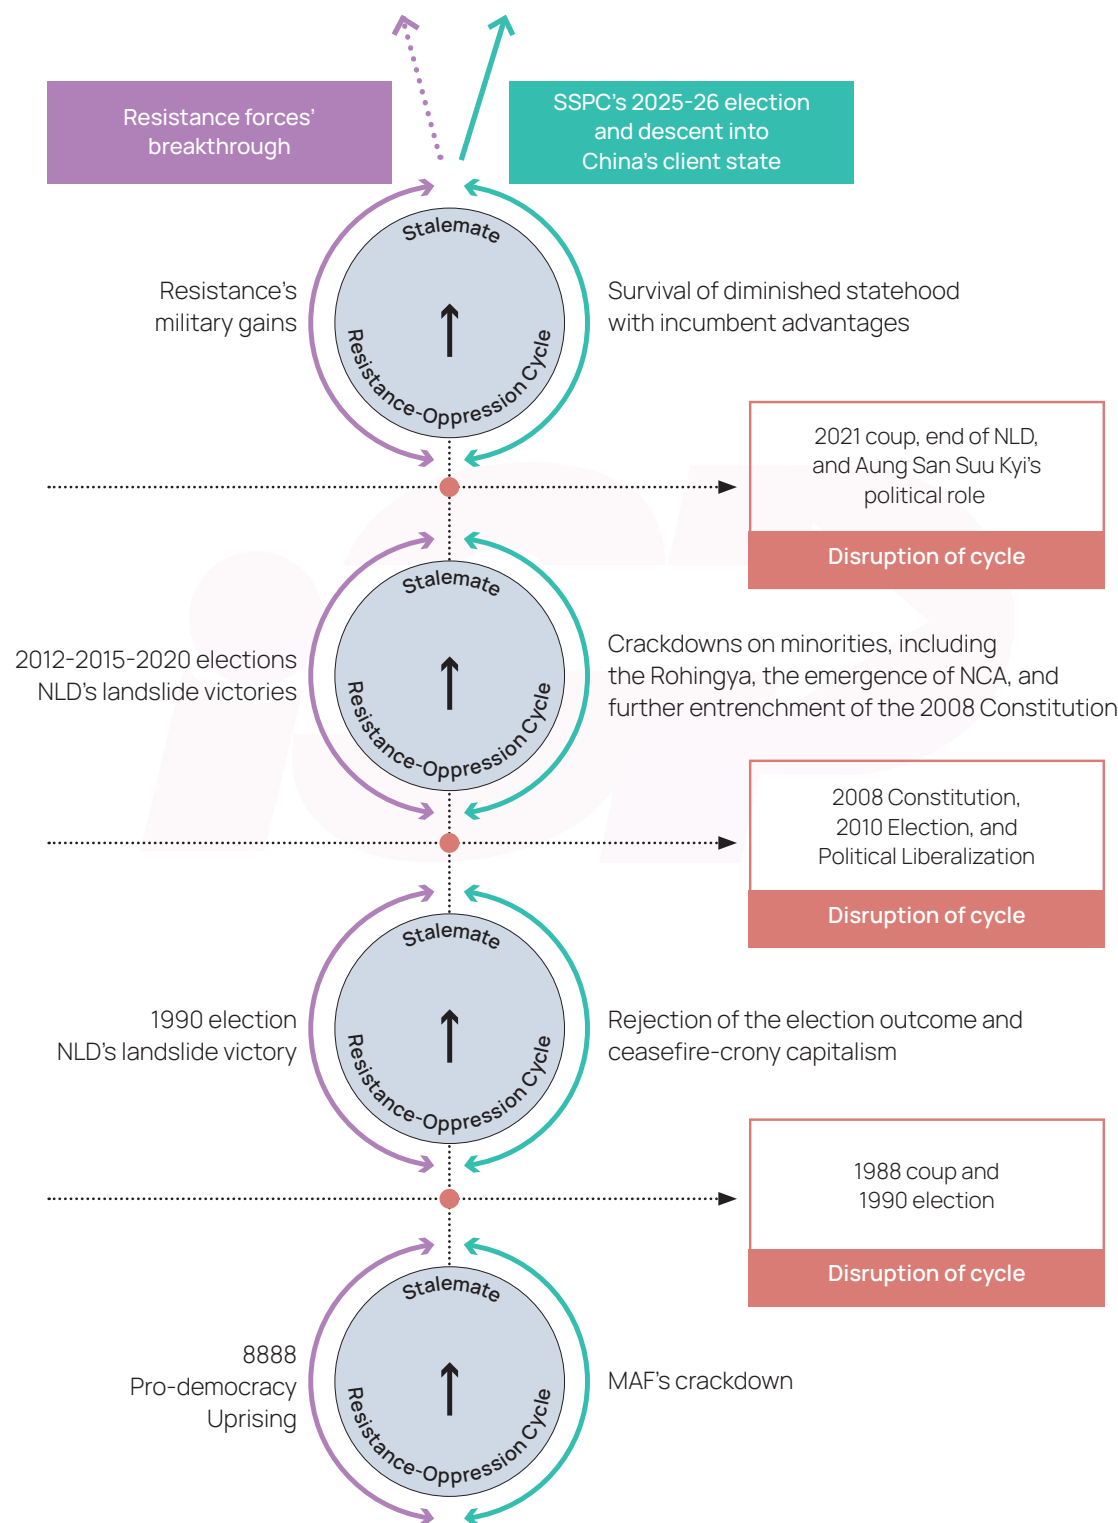 Resistance forces’
breakthrough
SSPC’s 2025-26 election
and descent into
China’s client state
Stalemate
Resistance-Oppression Cycle
Resistance’s
military gains
Survival of diminished statehood
with incumbent advantages
2021 coup, end of NLD,
and Aung San Suu Kyi’s
political role
Disruption of cycle
Stalemate
Resistance-Oppression Cycle
2012-2015-2020 elections
NLD’s landslide victories
Crackdowns on minorities, including
the Rohingya, the emergence of NCA, and
further entrenchment of the 2008 Constitution
2008 Constitution,
2010 Election, and
Political Liberalization
Disruption of cycle
Stalemate
Resistance-Oppression Cycle
1990 election
NLD’s landslide victory
Rejection of the election outcome and
ceasefire-crony capitalism
1988 coup and
1990 election
Disruption of cycle
Stalemate
Resistance-Oppression Cycle
8888
Pro-democracy
Uprising
MAF’s crackdown
iSP